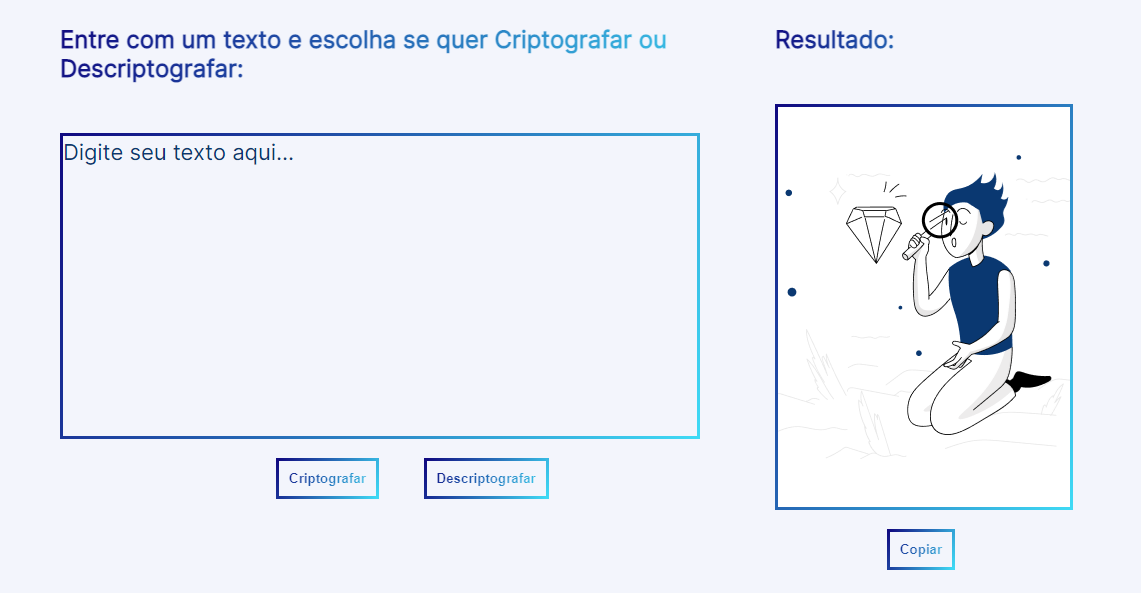 Entre com um texto e escolha se quer Criptografar ou
Descriptografar:
Digite seu texto aqui...
Criptografar
Descriptografar
Resultado:
Copiar